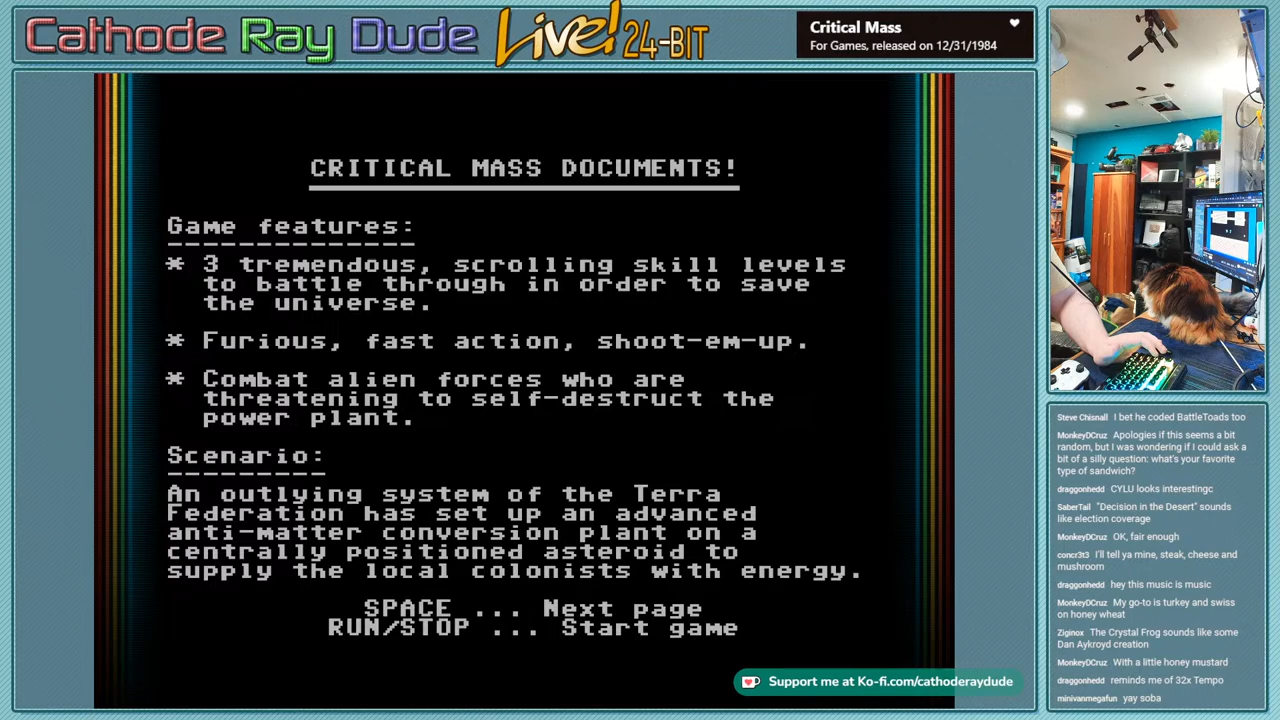 Cathode Ray Dude Live! 24-BIT
Critical Mass
For Games, released on 12/31/1984
CRITICAL MASS DOCUMENTS!
Game features:
--------------
* 3 tremendous, scrolling skill levels
to battle through in order to save
the universe.
* Furious, fast action, shoot-em-up.
* Combat alien forces who are
threatening to self-destruct the
power plant.
Scenario:
---------
An outlying system of the Terra
Federation has set up an advanced
anti-matter conversion plant on a
centrally positioned asteroid to
supply the local colonists with energy.
SPACE ... Next page
RUN/STOP ... Start game
Support me at Ko-fi.com/cathoderaydude
Steve Chisnall I bet he coded BattleToads too
MonkeyDCruz Apologies if this seems a bit
random, but I was wondering if I could ask a
bit of a silly question: what's your favorite
type of sandwich?
draggonhedd CYLU looks interestingc
SaberTail "Decision in the Desert" sounds
like election coverage
MonkeyDCruz OK, fair enough
concr3t3 I'll tell ya mine, steak, cheese and
mushroom
draggonhedd hey this music is music
MonkeyDCruz My go-to is turkey and swiss
on honey wheat
Ziginox The Crystal Frog sounds like some
Dan Aykroyd creation
MonkeyDCruz With a little honey mustard
draggonhedd reminds me of 32x Tempo
minivanmegafun yay soba